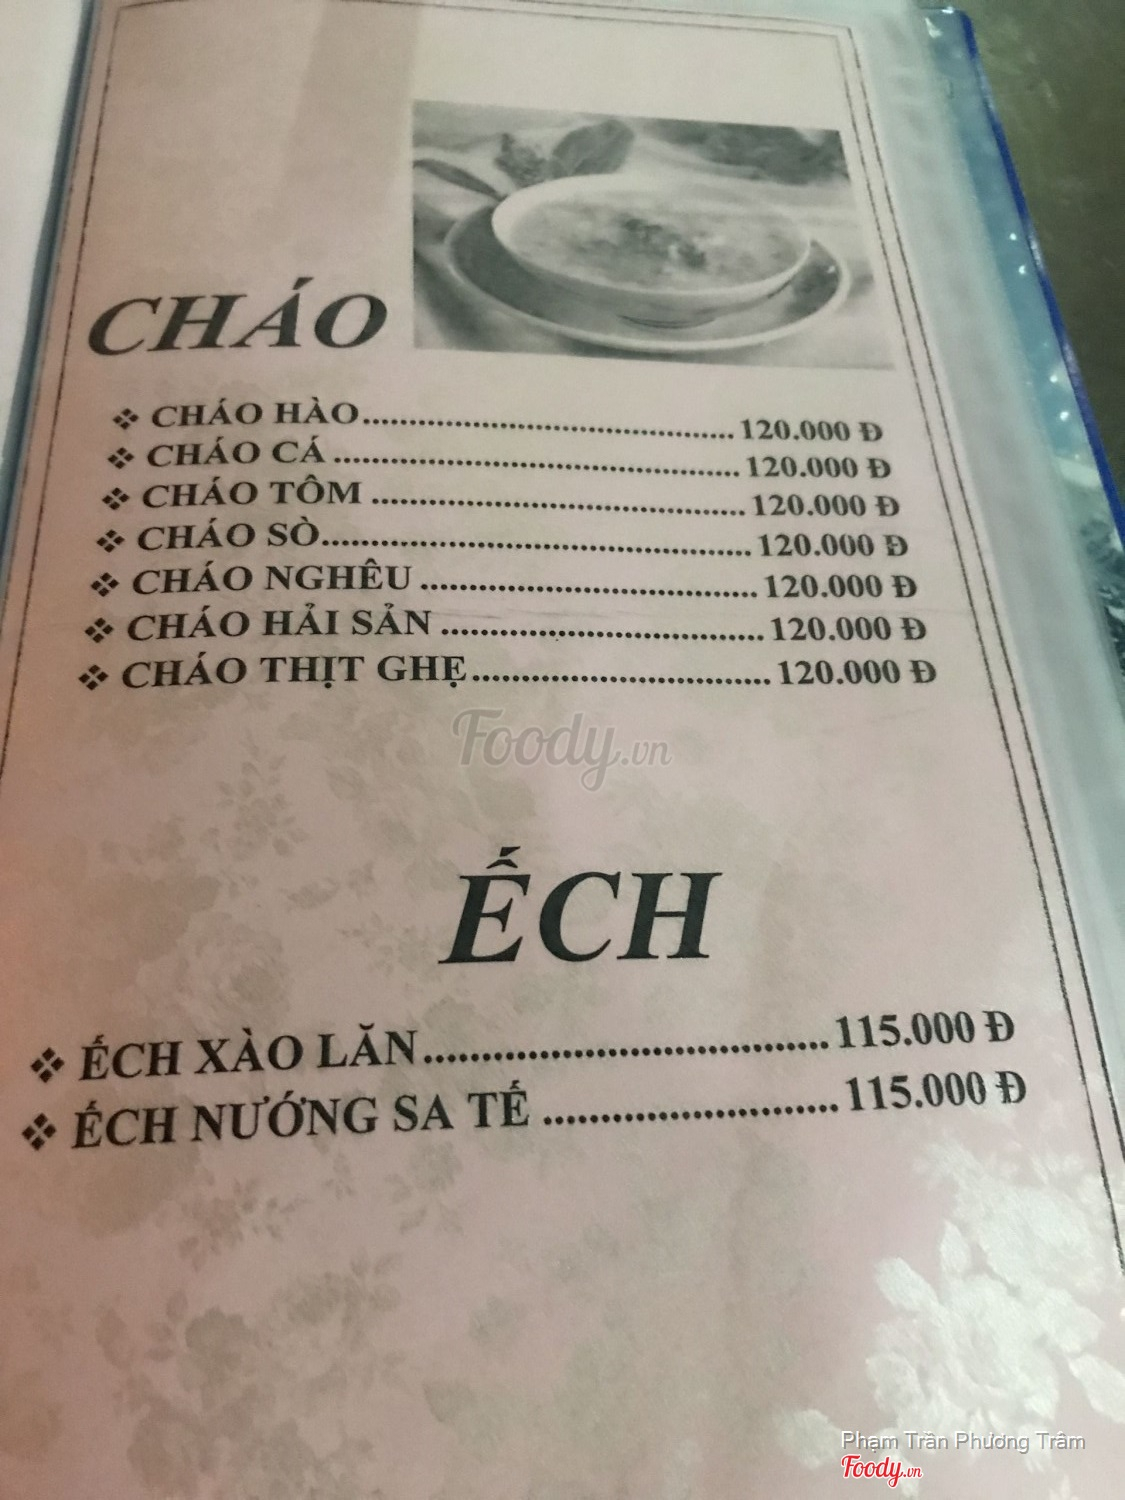 CHÁO
❖ CHÁO HÀO.................................... 120.000 Đ
❖ CHÁO CÁ ....................................... 120.000 Đ
❖ CHÁO TÔM ................................... 120.000 Đ
❖ CHÁO SÒ......................................... 120.000 Đ
❖ CHÁO NGHÊU ................................ 120.000 Đ
❖ CHÁO HẢI SẢN .............................. 120.000 Đ
❖ CHÁO THỊT GHẸ............................ 120.000 Đ
Foody.vn
ẾCH
❖ ẾCH XÀO LĂN.................................. 115.000 Đ
❖ ẾCH NƯỚNG SA TẾ ......................... 115.000 Đ
Phạm Trần Phương Trâm
Foody.vn